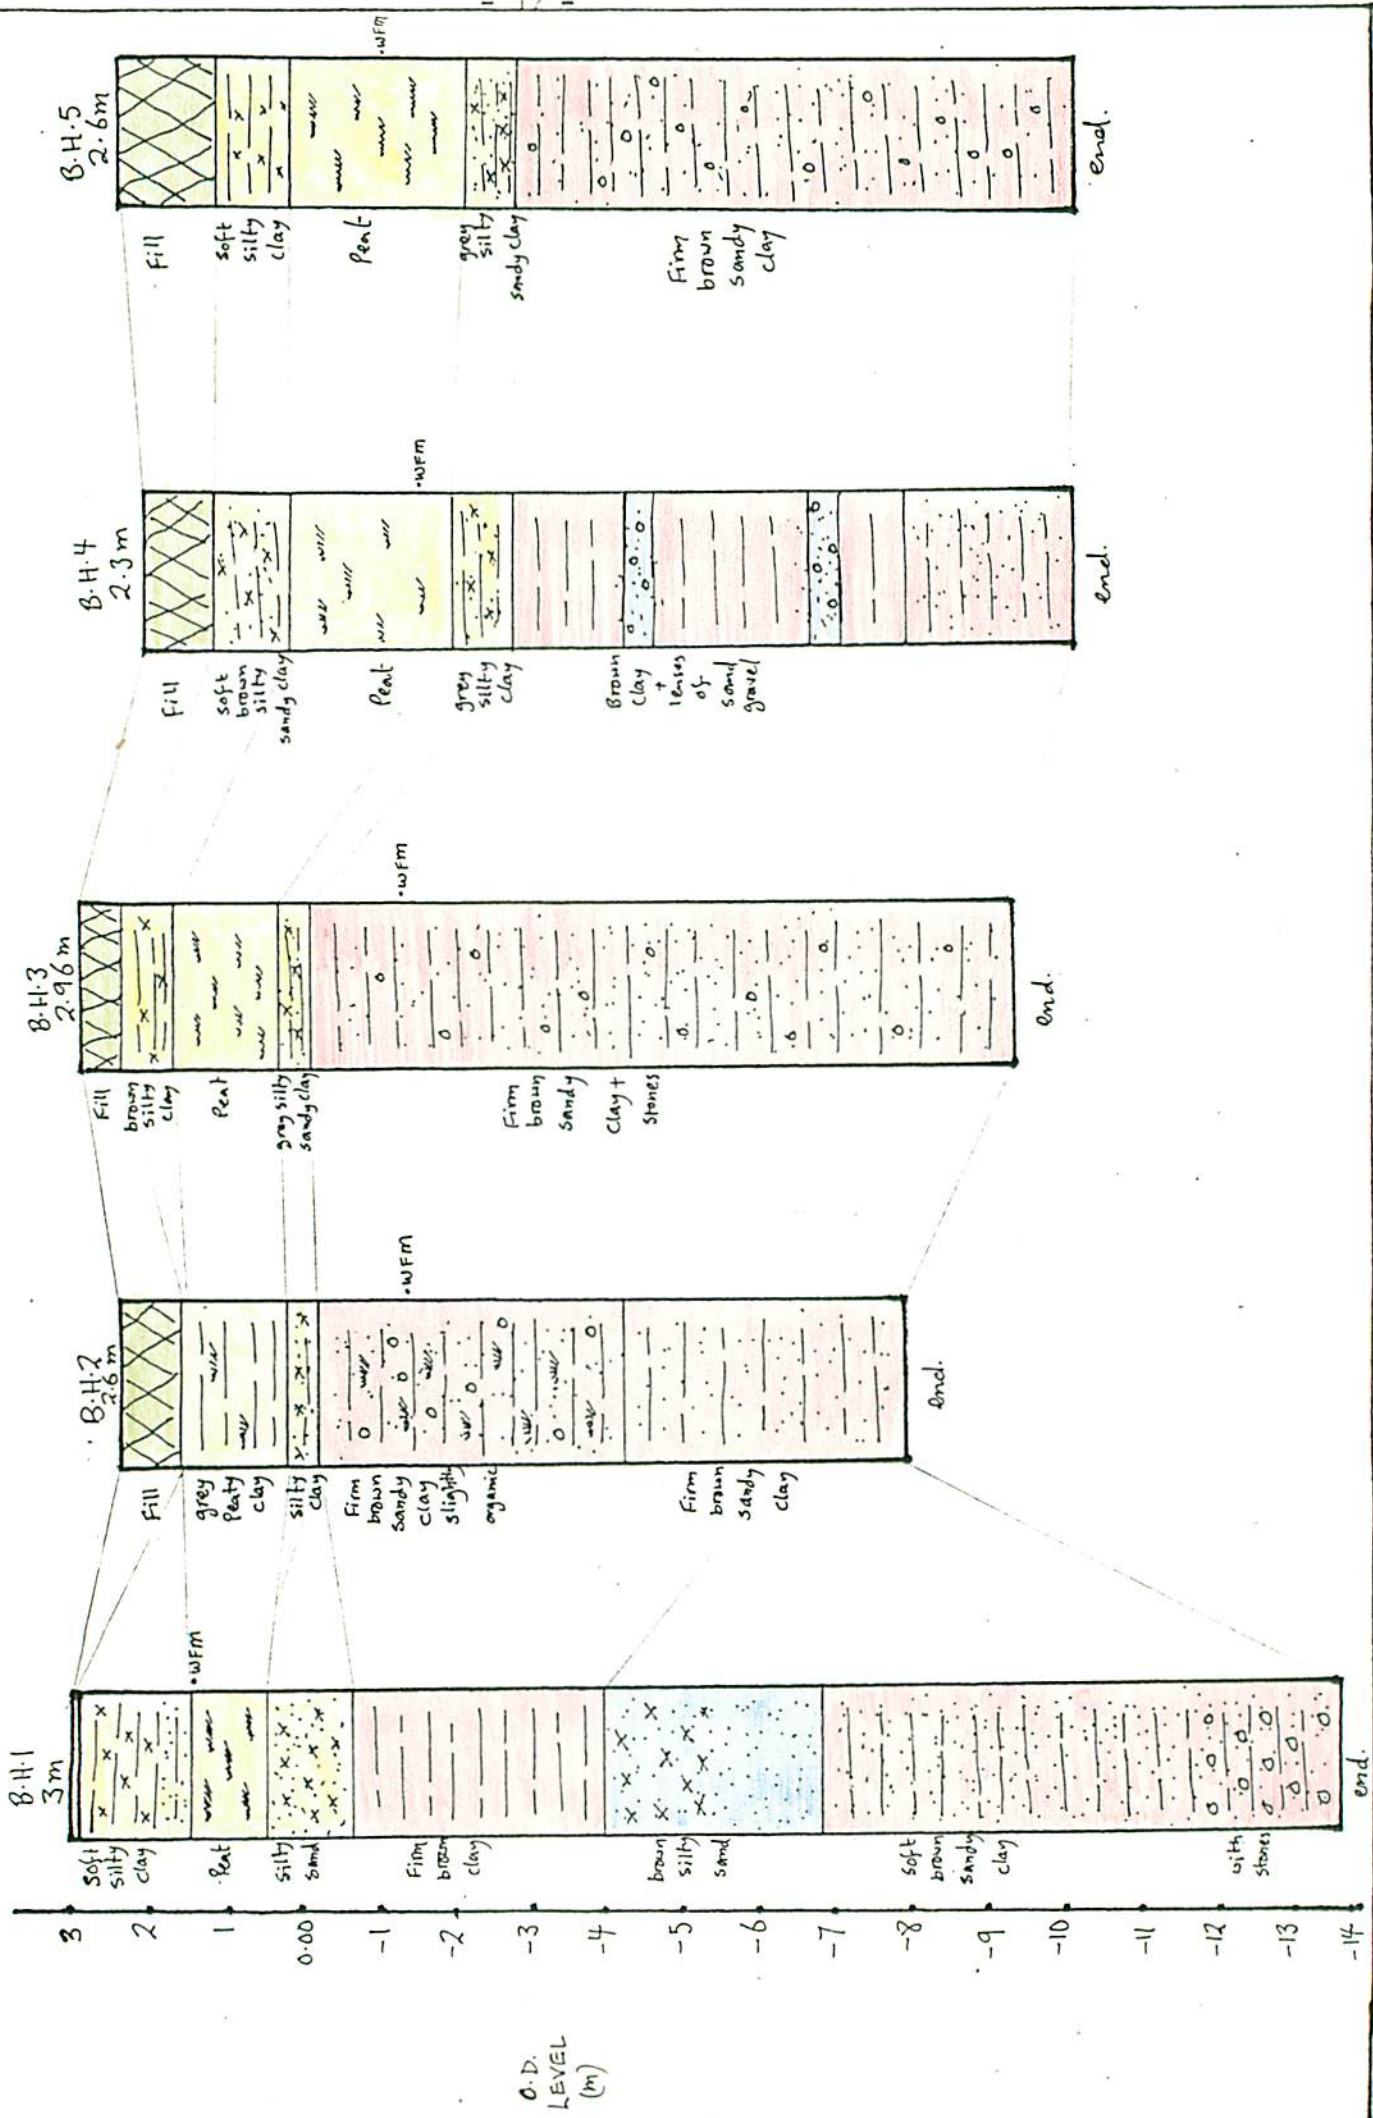 B.H.1
3m
Soft
silty
clay
Peat
silty
sand
Firm
brown
clay
brown
silty
sand
Soft
brown
sandy
clay
with
stones
•WFM
end.
B.H.2
2.6m
Fill
grey
Peaty
clay
silty
clay
Firm
brown
sandy
clay
slightly
organic
Firm
brown
sandy
clay
•WFM
End.
B.H.3
2.96m
Fill
brown
silty
clay
Peat
grey silty
sandy clay
Firm
brown
sandy
clay+
stones
•WFM
end.
B.H.4
2.3m
Fill
Soft
brown
silty
sandy clay
Peat
grey
silty
clay
Brown
clay
+
lenses
of
sand
gravel
•WFM
end.
B.H.5
2.6m
Fill
Soft
silty
clay
Peat
grey
silty
sandy clay
Firm
brown
sandy
clay
•WFM
end.
O.D.
LEVEL
(m)
3
2
1
0.00
-1
-2
-3
-4
-5
-6
-7
-8
-9
-10
-11
-12
-13
-14